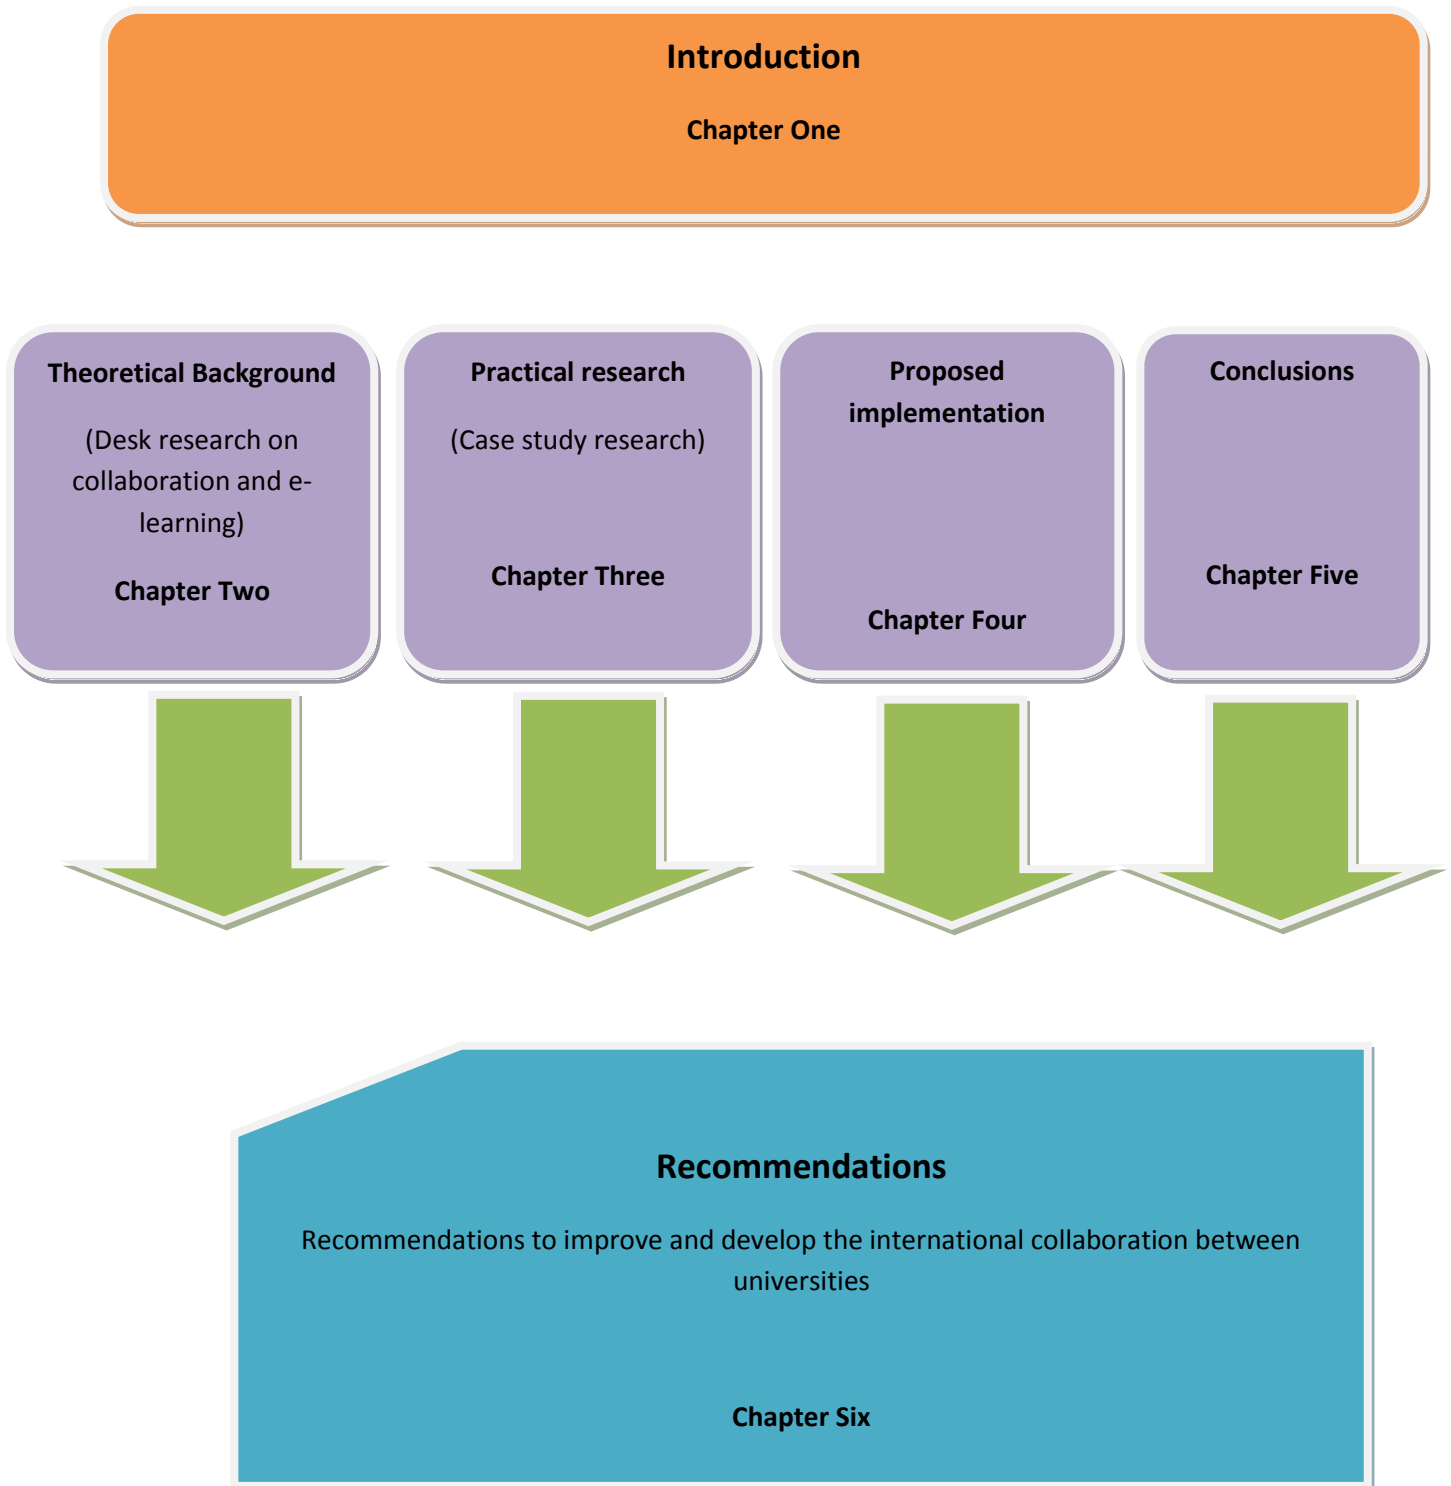 Introduction
Chapter One
Theoretical Background
(Desk research on
collaboration and e-
learning)
Chapter Two
Practical research
(Case study research)
Chapter Three
Proposed
implementation
Chapter Four
Conclusions
Chapter Five
Recommendations
Recommendations to improve and develop the international collaboration between
universities
Chapter Six